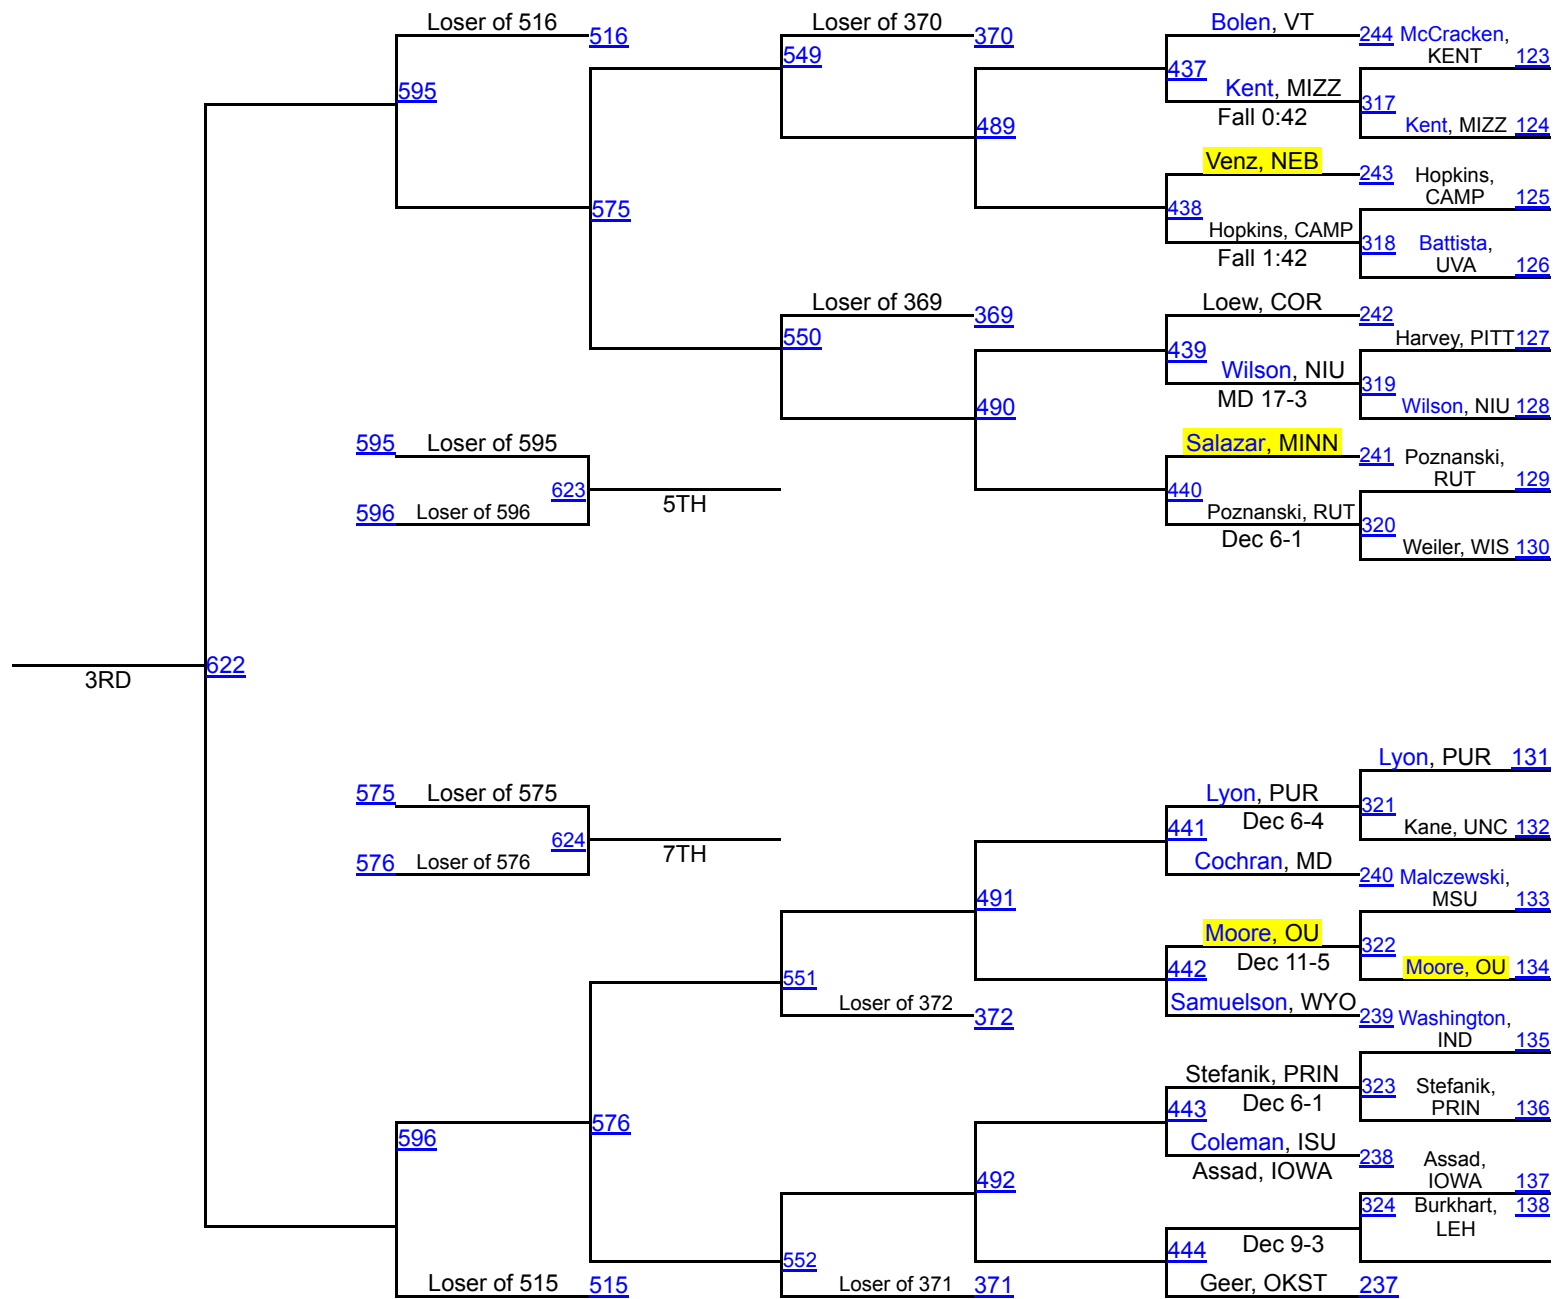 Loser of 516 516
Loser of 370 370
Bolen, VT 244
McCracken,
KENT 123
549
437
595
Kent, MIZZ
317
Fall 0:42
489
Kent, MIZZ 124
Venz, NEB 243
Hopkins,
CAMP 125
575
438
Hopkins, CAMP
318
Battista,
UVA 126
Fall 1:42
Loser of 369 369
Loew, COR 242
550
Harvey, PITT 127
439
Wilson, NIU
319
MD 17-3
490
Wilson, NIU 128
595 Loser of 595
Salazar, MINN 241
Poznanski,
RUT 129
623
5TH
440
596 Loser of 596
Poznanski, RUT
320
Dec 6-1
Weiler, WIS 130
622
3RD
Lyon, PUR 131
575 Loser of 575
Lyon, PUR
321
Dec 6-4
441
Kane, UNC 132
624
7TH
576 Loser of 576
Cochran, MD 240
Malczewski,
MSU 133
491
Moore, OU
322
Dec 11-5
442
Moore, OU 134
551
Loser of 372 372
Samuelson, WYO 239
Washington,
IND 135
Stefanik, PRIN
323
Stefanik,
PRIN 136
Dec 6-1
443
576
596
Coleman, ISU 238
Assad, IOWA
Assad,
IOWA 137
492
324
Burkhart, 138
LEH
Dec 9-3
444
552
Loser of 515 515
Loser of 371 371
Geer, OKST 237